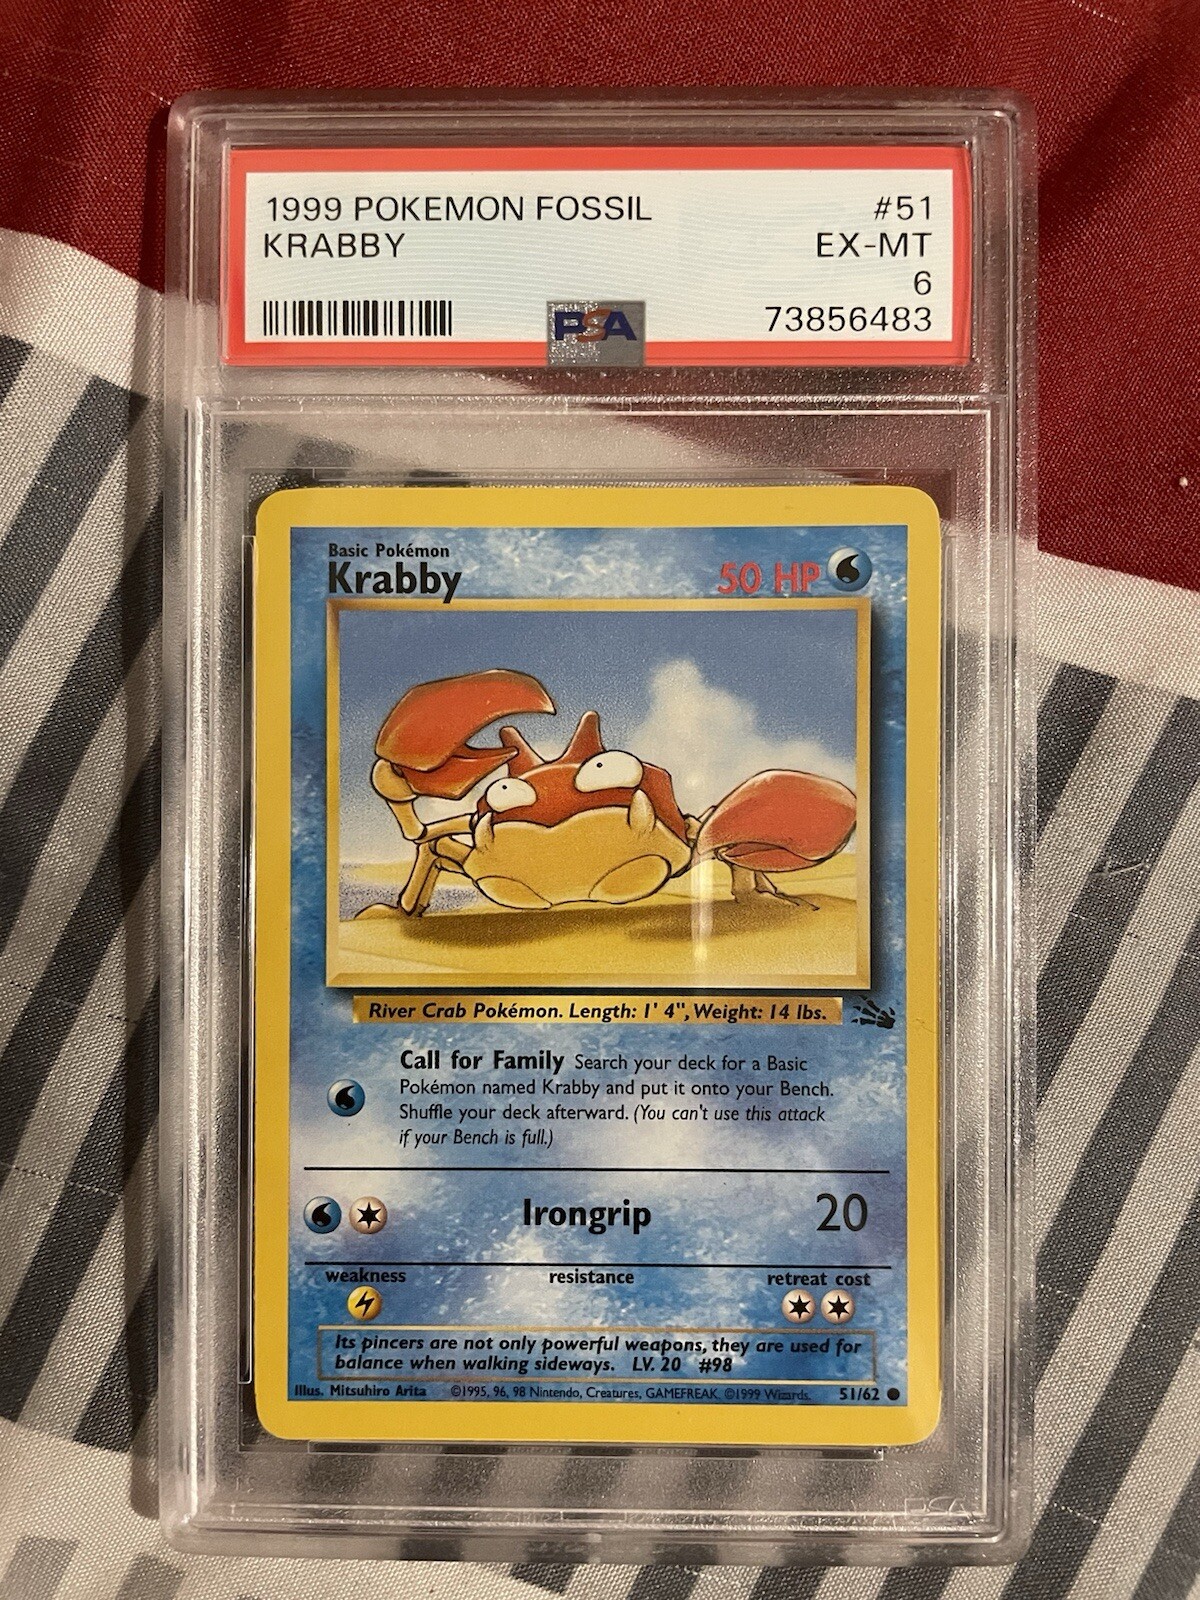 1999 POKEMON FOSSIL #51
KRABBY EX-MT
6
PSA 73856483
Basic Pokémon
Krabby 50 HP
River Crab Pokémon. Length: 1' 4", Weight: 14 lbs.
Call for Family Search your deck for a Basic
Pokémon named Krabby and put it onto your Bench.
Shuffle your deck afterward. (You can't use this attack
if your Bench is full.)
Irongrip 20
weakness resistance retreat cost
Its pincers are not only powerful weapons, they are used for
balance when walking sideways. LV. 20 #98
Illus. Mitsuhiro Arita ©1995, 96, 98 Nintendo, Creatures, GAMEFREAK. ©1999 Wizards. 51/62
PSA